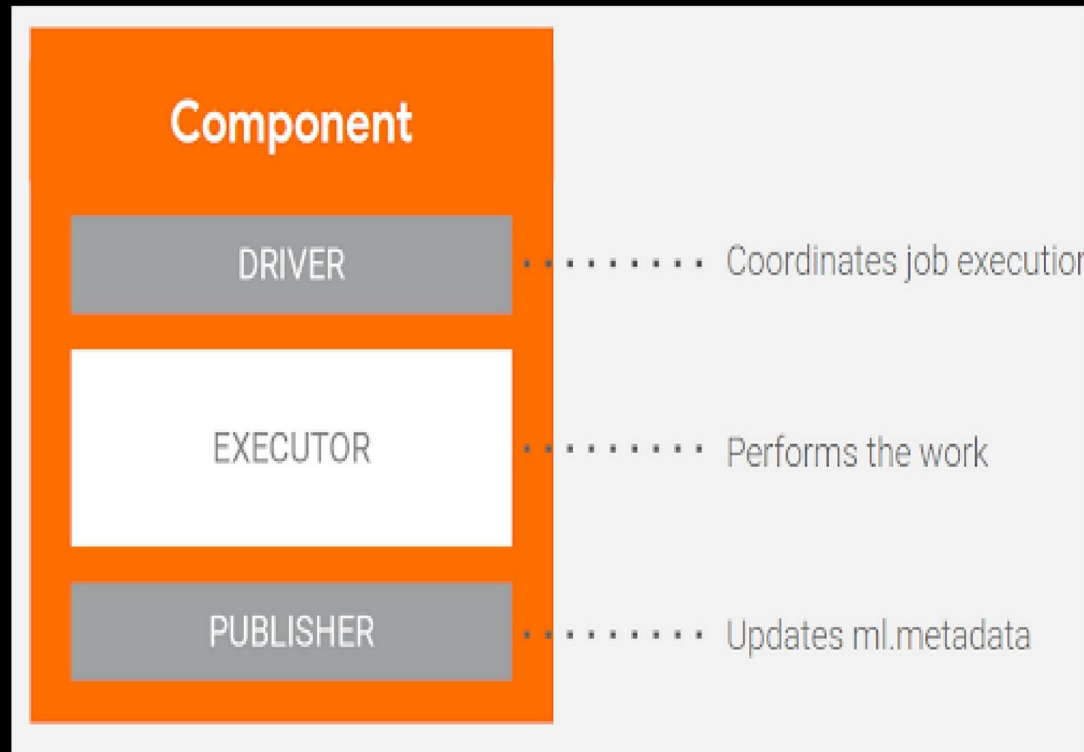 Component
DRIVER
Coordinates job execution
EXECUTOR
Performs the work
PUBLISHER
Updates ml.metadata